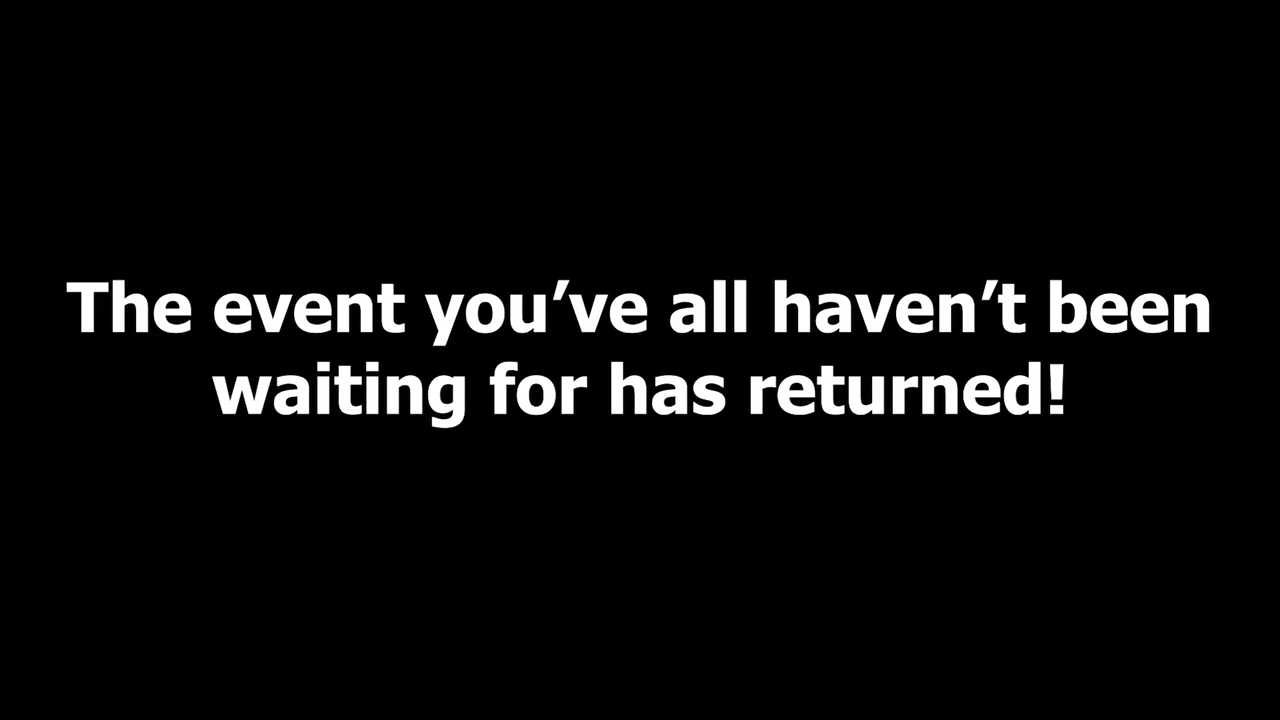 The event you’ve all haven’t been
waiting for has returned!